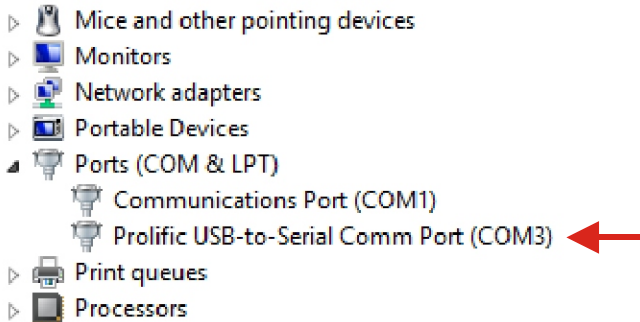 Mice and other pointing devices
Monitors
Network adapters
Portable Devices
Ports (COM & LPT)
Communications Port (COM1)
Prolific USB-to-Serial Comm Port (COM3)
Print queues
Processors